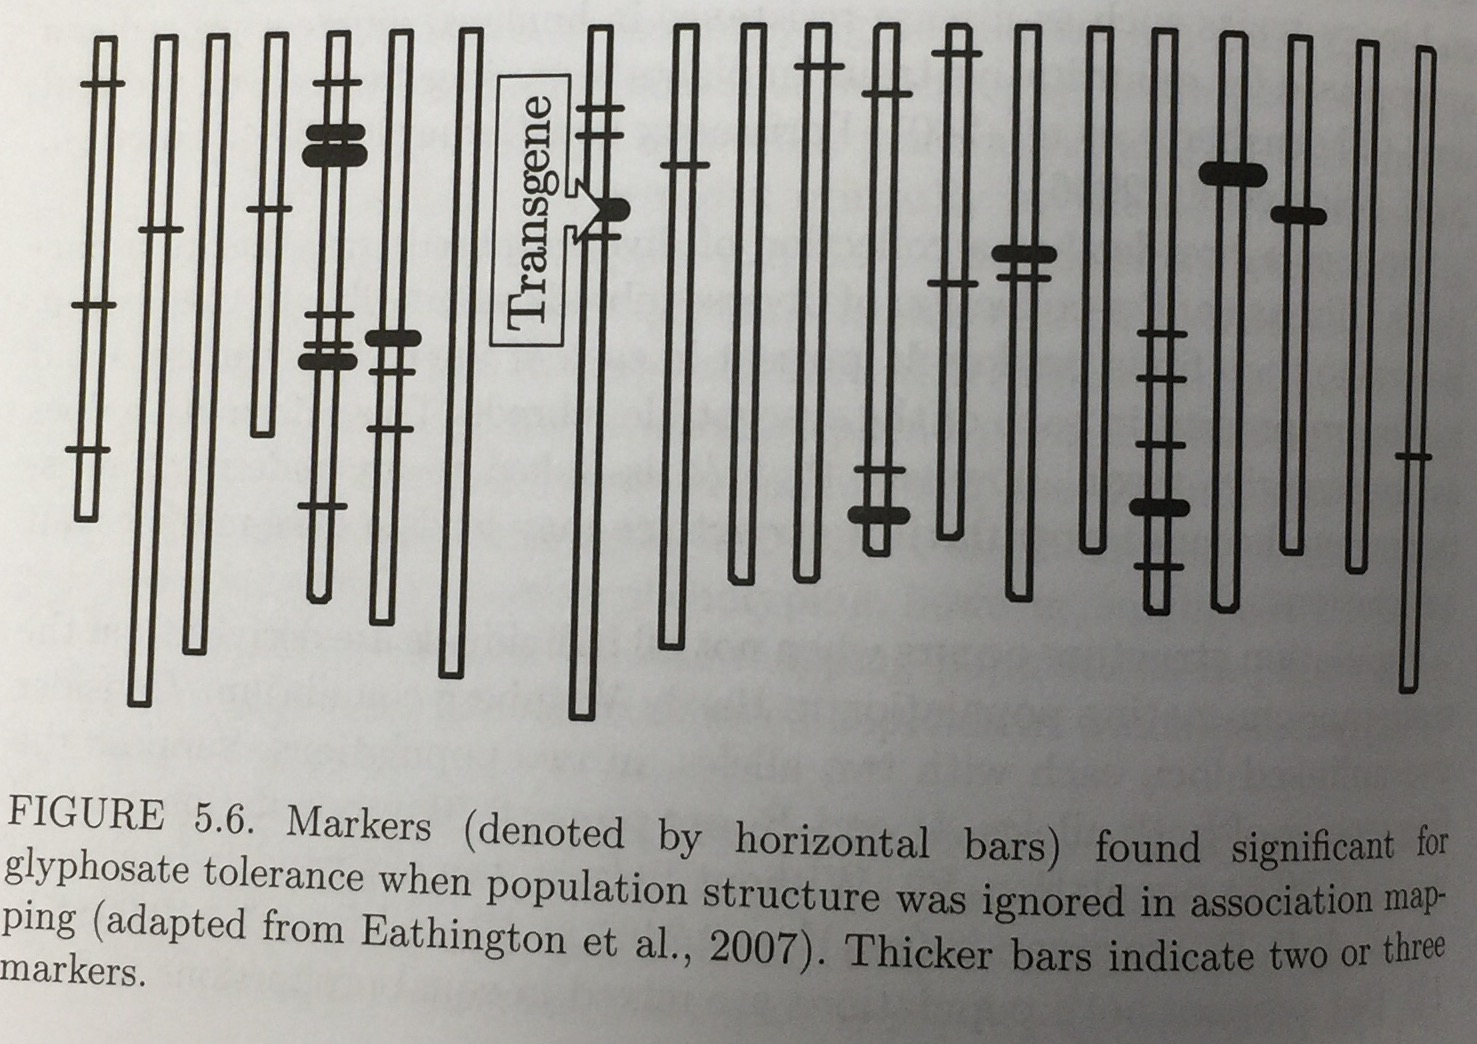 Transgene
FIGURE 5.6. Markers (denoted by horizontal bars) found significant for
glyphosate tolerance when population structure was ignored in association map-
ping (adapted from Eathington et al., 2007). Thicker bars indicate two or three
markers.